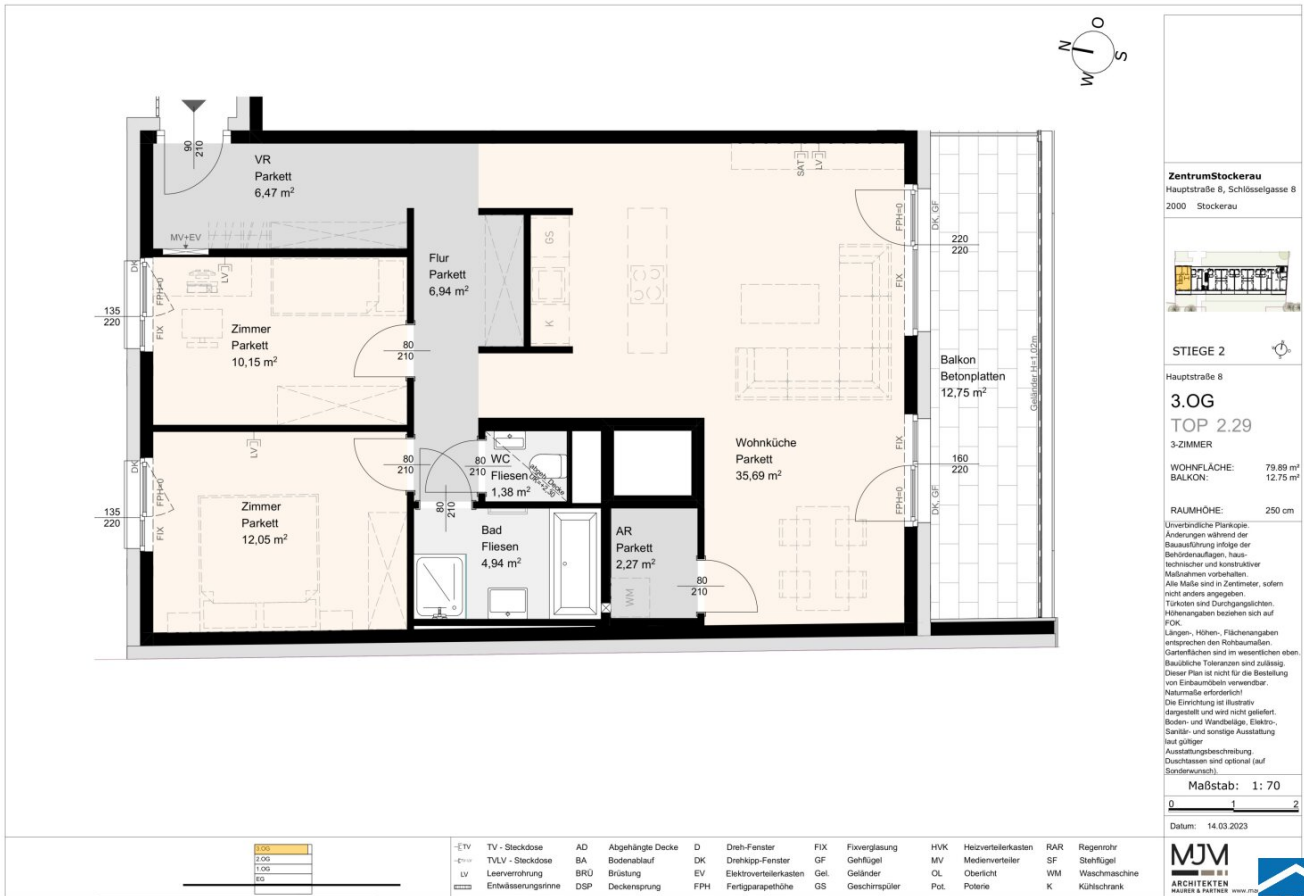 N
O
S
W
90
210
VR
Parkett
6,47 m²
MV+EV
DK
LV
FPH=0
FIX
135
220
Zimmer
Parkett
10,15 m²
80
210
Flur
Parkett
6,94 m²
GS
K
SAT
LV
FPH=0
DK, GF
220
220
FIX
Balkon
Betonplatten
12,75 m²
Geländer H=1,02m
DK
FPH=0
FIX
135
220
LV
Zimmer
Parkett
12,05 m²
80
210
80
210
WC
Fliesen
1,38 m²
abgeh. Decke
80
210
Bad
Fliesen
4,94 m²
AR
Parkett
2,27 m²
WM
80
210
Wohnküche
Parkett
35,69 m²
FIX
160
220
FPH=0
DK, GF
ZentrumStockerau
Hauptstraße 8, Schlösselgasse 8
2000 Stockerau
STIEGE 2
Hauptstraße 8
3.OG
TOP 2.29
3-ZIMMER
WOHNFLÄCHE: 79.89 m²
BALKON: 12.75 m²
RAUMHÖHE: 250 cm
Unverbindliche Plankopie.
Änderungen während der
Bauausführung infolge der
Behördenauflagen, haus-
technischer und konstruktiver
Maßnahmen vorbehalten.
Alle Maße sind in Zentimeter, sofern
nicht anders angegeben.
Türkoten sind Durchgangslichten.
Höhenangaben beziehen sich auf
FOK.
Längen-, Höhen-, Flächenangaben
entsprechen den Rohbaumaßen.
Gartenflächen sind im wesentlichen eben.
Bauübliche Toleranzen sind zulässig.
Dieser Plan ist nicht für die Bestellung
von Einbaumöbeln verwendbar.
Naturmaße erforderlich!
Die Einrichtung ist illustrativ
dargestellt und wird nicht geliefert.
Boden- und Wandbeläge, Elektro-,
Sanitär- und sonstige Ausstattung
laut gültiger
Ausstattungsbeschreibung.
Duschtassen sind optional (auf
Sonderwunsch).
Maßstab: 1: 70
0 1 2
Datum: 14.03.2023
MJM
ARCHITEKTEN
MAURER & PARTNER www.ma
3.OG
2.OG
1.OG
EG
TV TV - Steckdose AD Abgehängte Decke D Dreh-Fenster FIX Fixverglasung HVK Heizverteilerkasten RAR Regenrohr
TVLV - Steckdose BA Bodenablauf DK Drehkipp-Fenster GF Gehflügel MV Medienverteiler SF Stehflügel
LV Leerverrohrung BRÜ Brüstung EV Elektroverteilerkasten Gel. Geländer OL Oberlicht WM Waschmaschine
Entwässerungsrinne DSP Deckensprung FPH Fertigparapethöhe GS Geschirrspüler Pot. Poterie K Kühlschrank